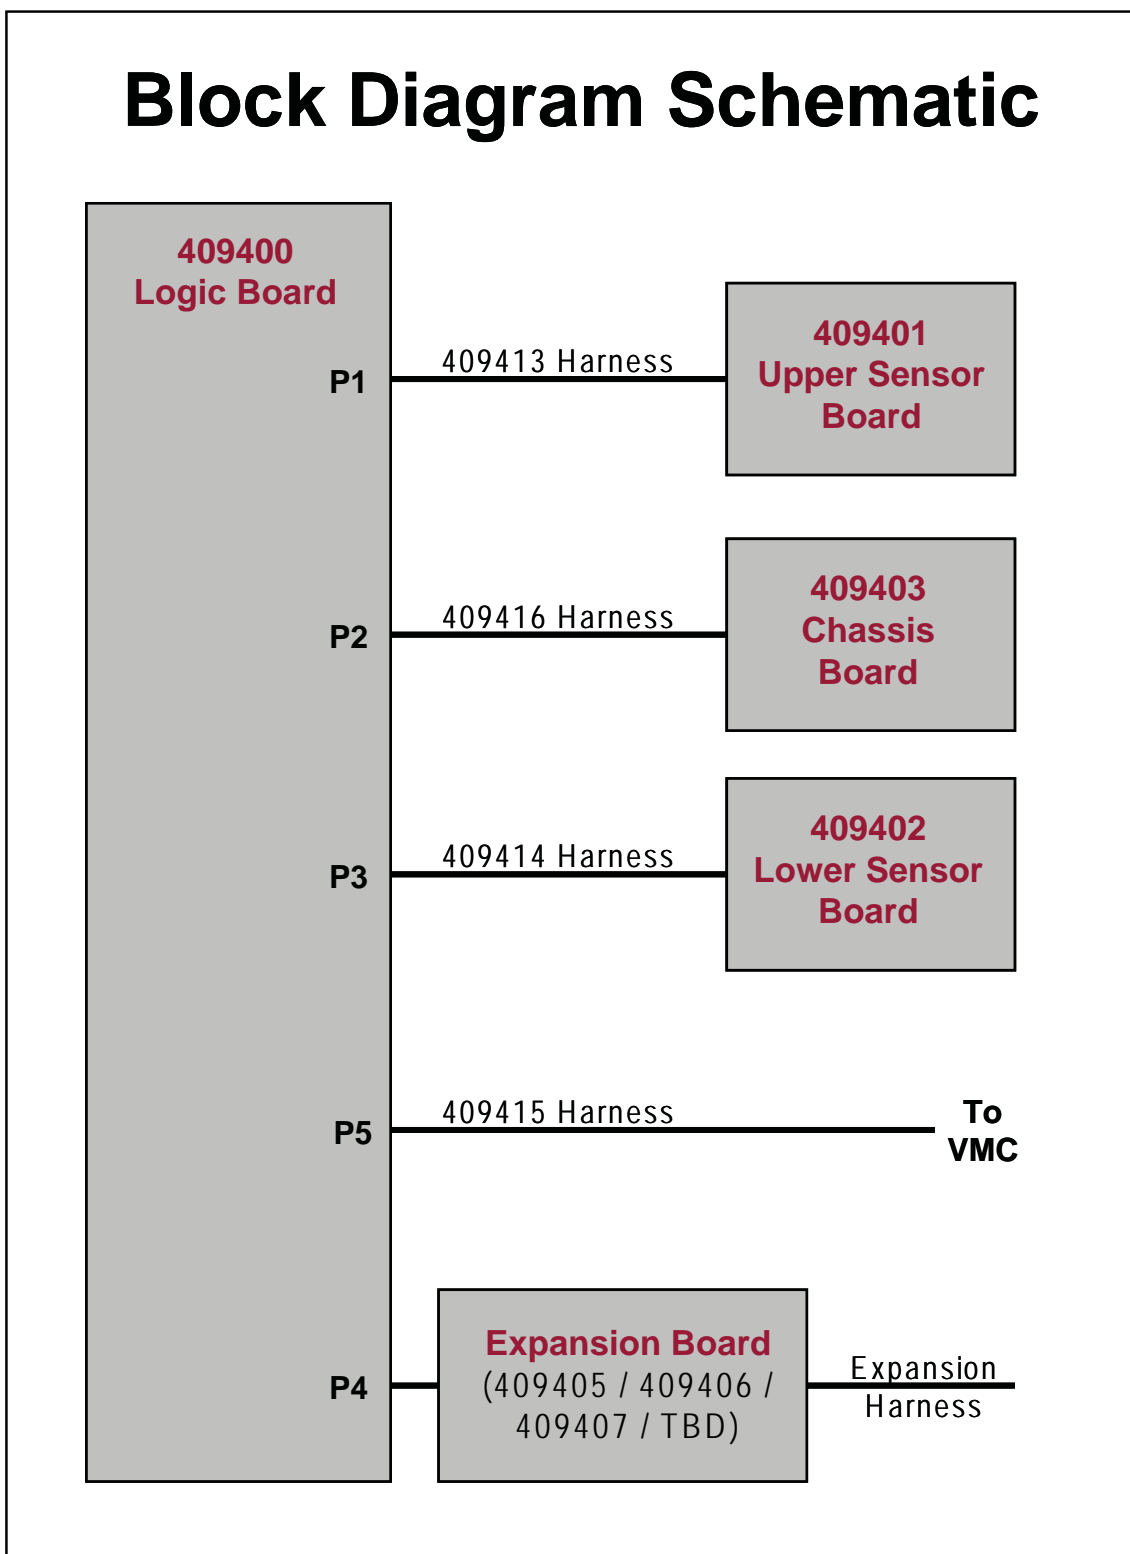 Block Diagram Schematic
409400
Logic Board
P1
409413 Harness
409401
Upper Sensor
Board
P2
409416 Harness
409403
Chassis
Board
P3
409414 Harness
409402
Lower Sensor
Board
P5
409415 Harness
To
VMC
P4
Expansion Board
(409405 / 409406 /
409407 / TBD)
Expansion
Harness